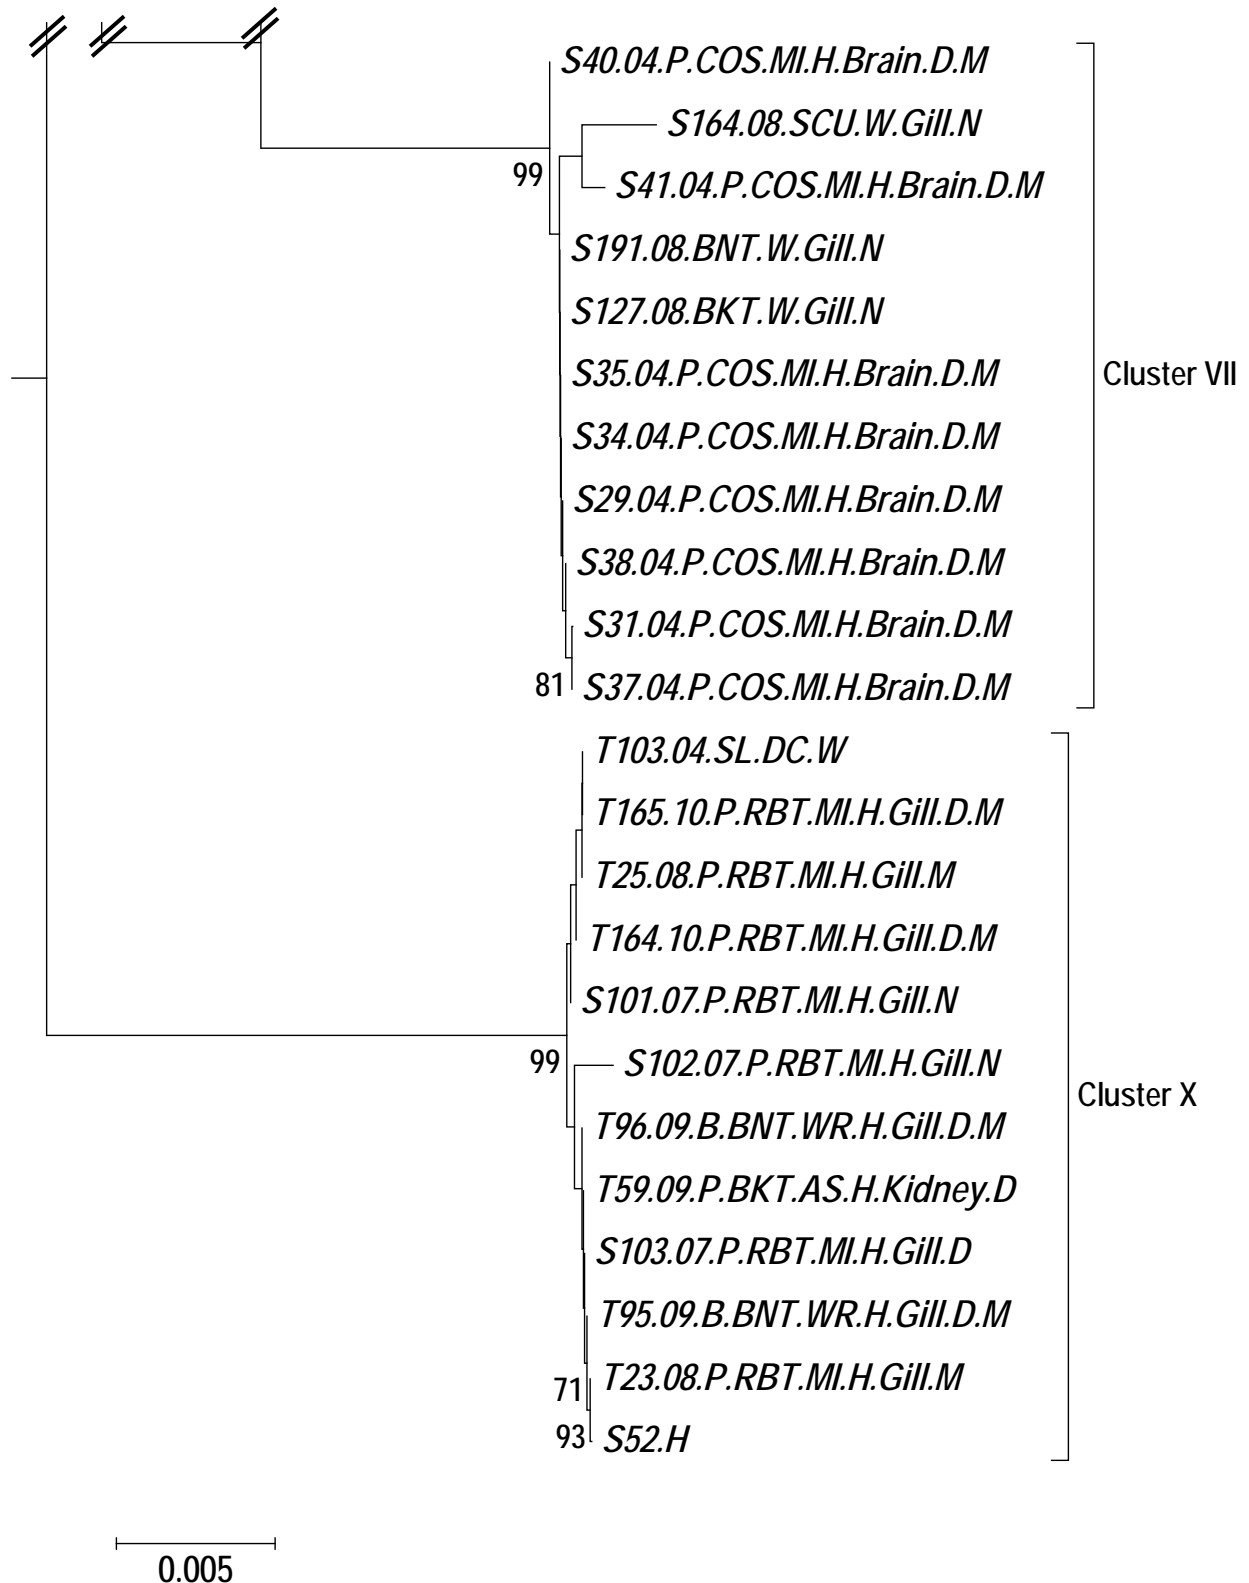 S40.04.P.COS.MI.H.Brain.D.M
S164.08.SCU.W.Gill.N
99
S41.04.P.COS.MI.H.Brain.D.M
S191.08.BNT.W.Gill.N
S127.08.BKT.W.Gill.N
S35.04.P.COS.MI.H.Brain.D.M
Cluster VII
S34.04.P.COS.MI.H.Brain.D.M
S29.04.P.COS.MI.H.Brain.D.M
S38.04.P.COS.MI.H.Brain.D.M
S31.04.P.COS.MI.H.Brain.D.M
81
S37.04.P.COS.MI.H.Brain.D.M
T103.04.SL.DC.W
T165.10.P.RBT.MI.H.Gill.D.M
T25.08.P.RBT.MI.H.Gill.M
T164.10.P.RBT.MI.H.Gill.D.M
S101.07.P.RBT.MI.H.Gill.N
99
S102.07.P.RBT.MI.H.Gill.N
Cluster X
T96.09.B.BNT.WR.H.Gill.D.M
T59.09.P.BKT.AS.H.Kidney.D
S103.07.P.RBT.MI.H.Gill.D
T95.09.B.BNT.WR.H.Gill.D.M
T23.08.P.RBT.MI.H.Gill.M
71
93
S52.H
0.005